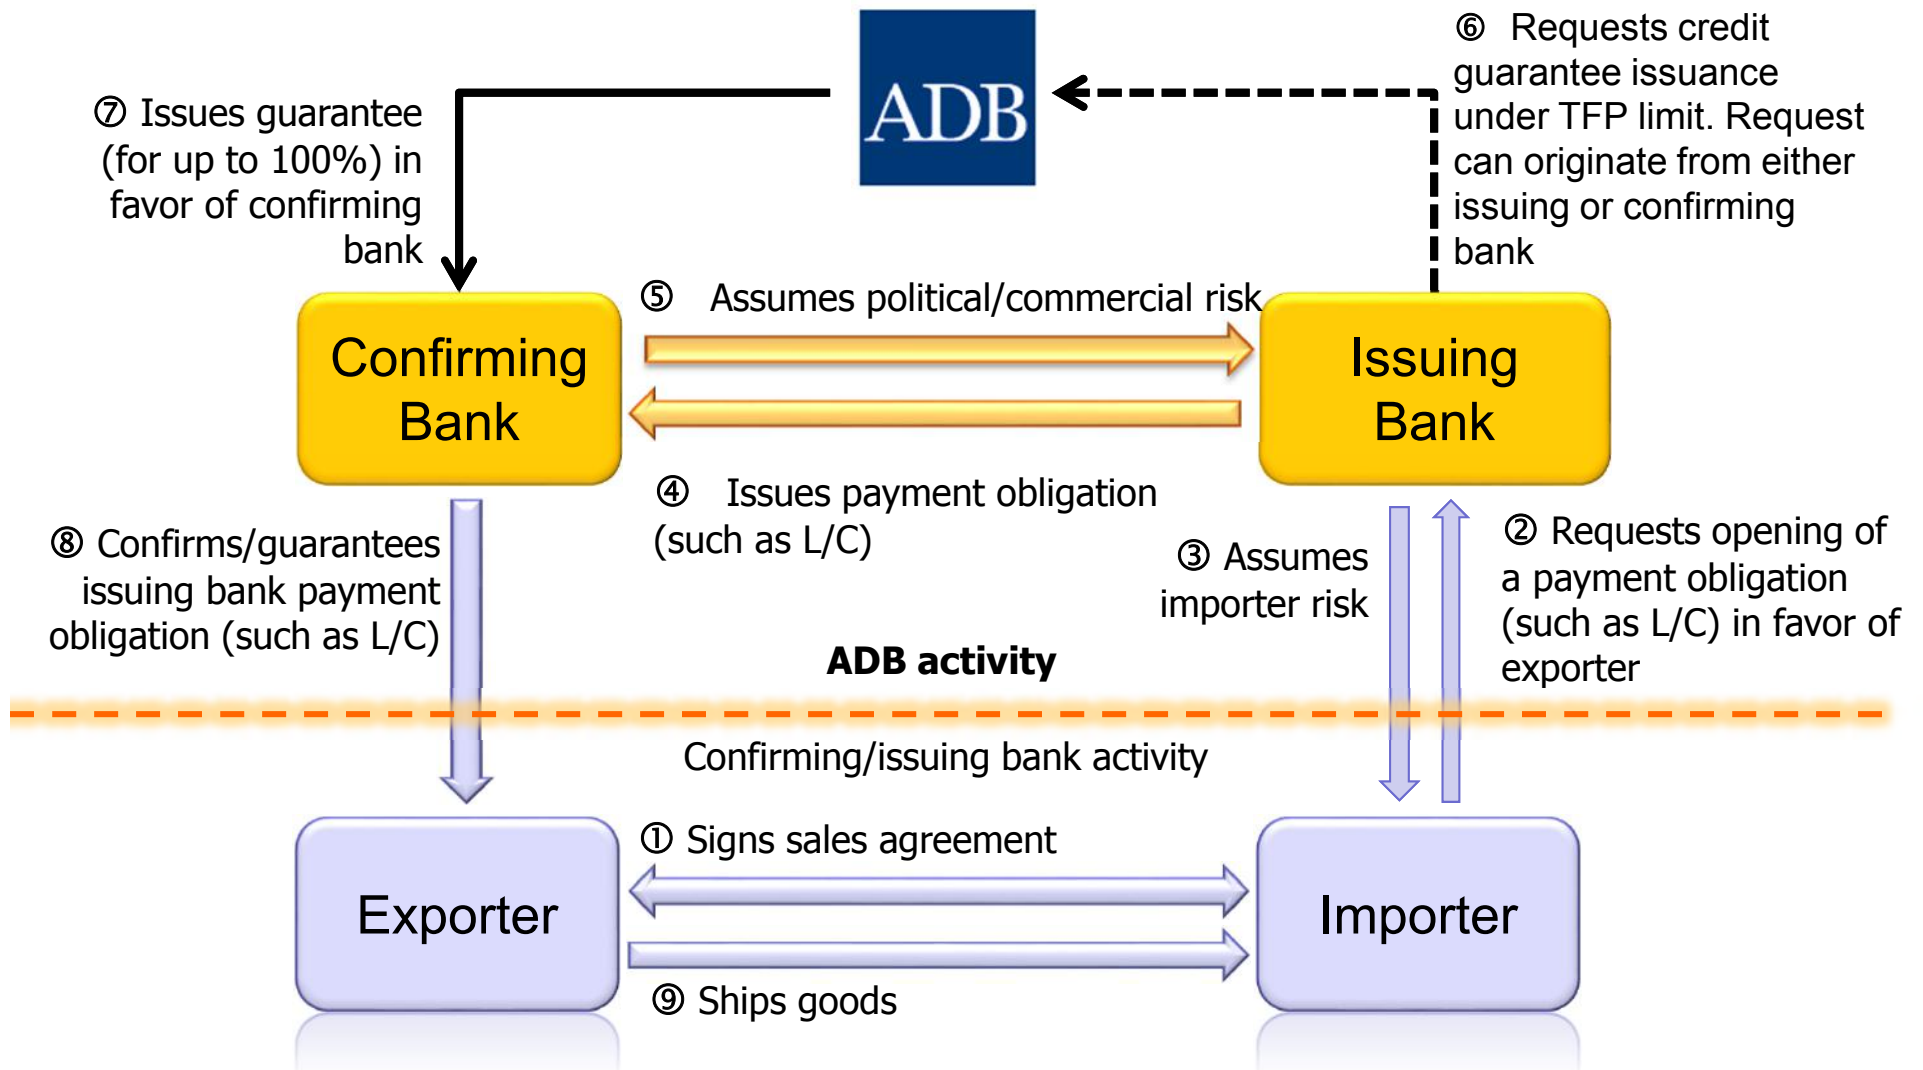 ADB
⑥ Requests credit
guarantee issuance
under TFP limit. Request
can originate from either
issuing or confirming
bank
⑦ Issues guarantee
(for up to 100%) in
favor of confirming
bank
⑤ Assumes political/commercial risk
Confirming
Bank
Issuing
Bank
④ Issues payment obligation
(such as L/C)
⑧ Confirms/guarantees
issuing bank payment
obligation (such as L/C)
③ Assumes
importer risk
② Requests opening of
a payment obligation
(such as L/C) in favor of
exporter
ADB activity
Confirming/issuing bank activity
① Signs sales agreement
Exporter
Importer
⑨ Ships goods